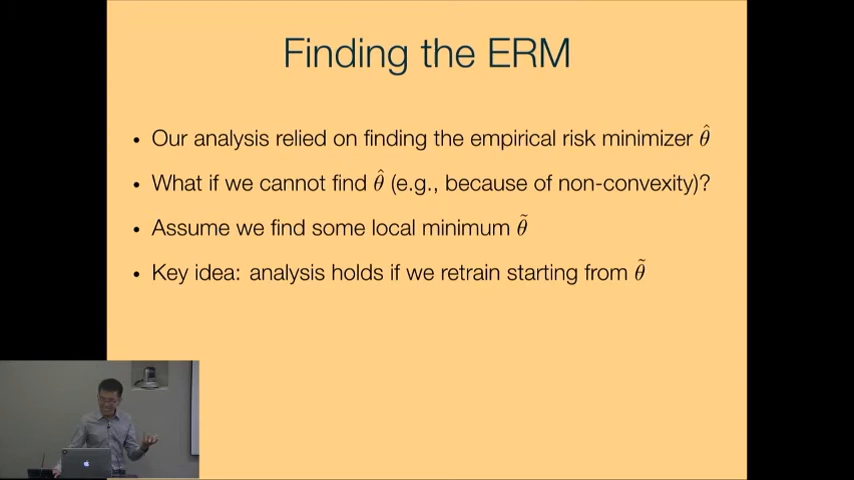 Finding the ERM
• Our analysis relied on finding the empirical risk minimizer θ̂
• What if we cannot find θ̂ (e.g., because of non-convexity)?
• Assume we find some local minimum θ̃
• Key idea: analysis holds if we retrain starting from θ̃